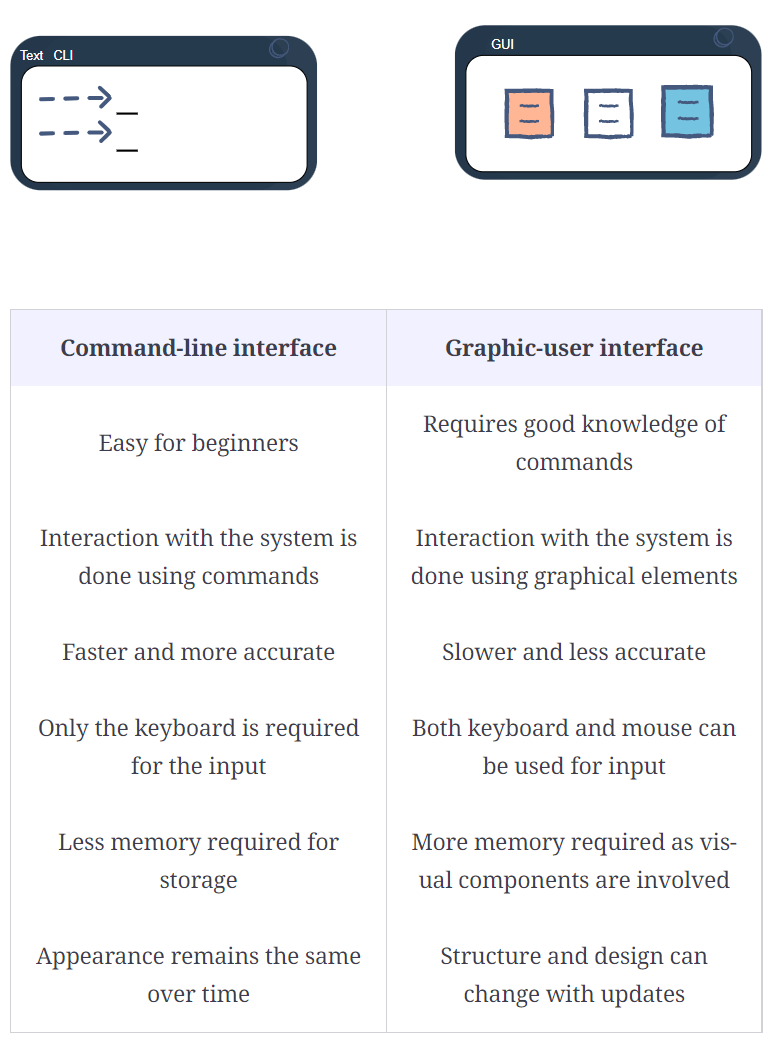 Text CLI
GUI
Command-line interface
Graphic-user interface
Easy for beginners
Requires good knowledge of
commands
Interaction with the system is
done using commands
Interaction with the system is
done using graphical elements
Faster and more accurate
Slower and less accurate
Only the keyboard is required
for the input
Both keyboard and mouse can
be used for input
Less memory required for
storage
More memory required as vis-
ual components are involved
Appearance remains the same
over time
Structure and design can
change with updates